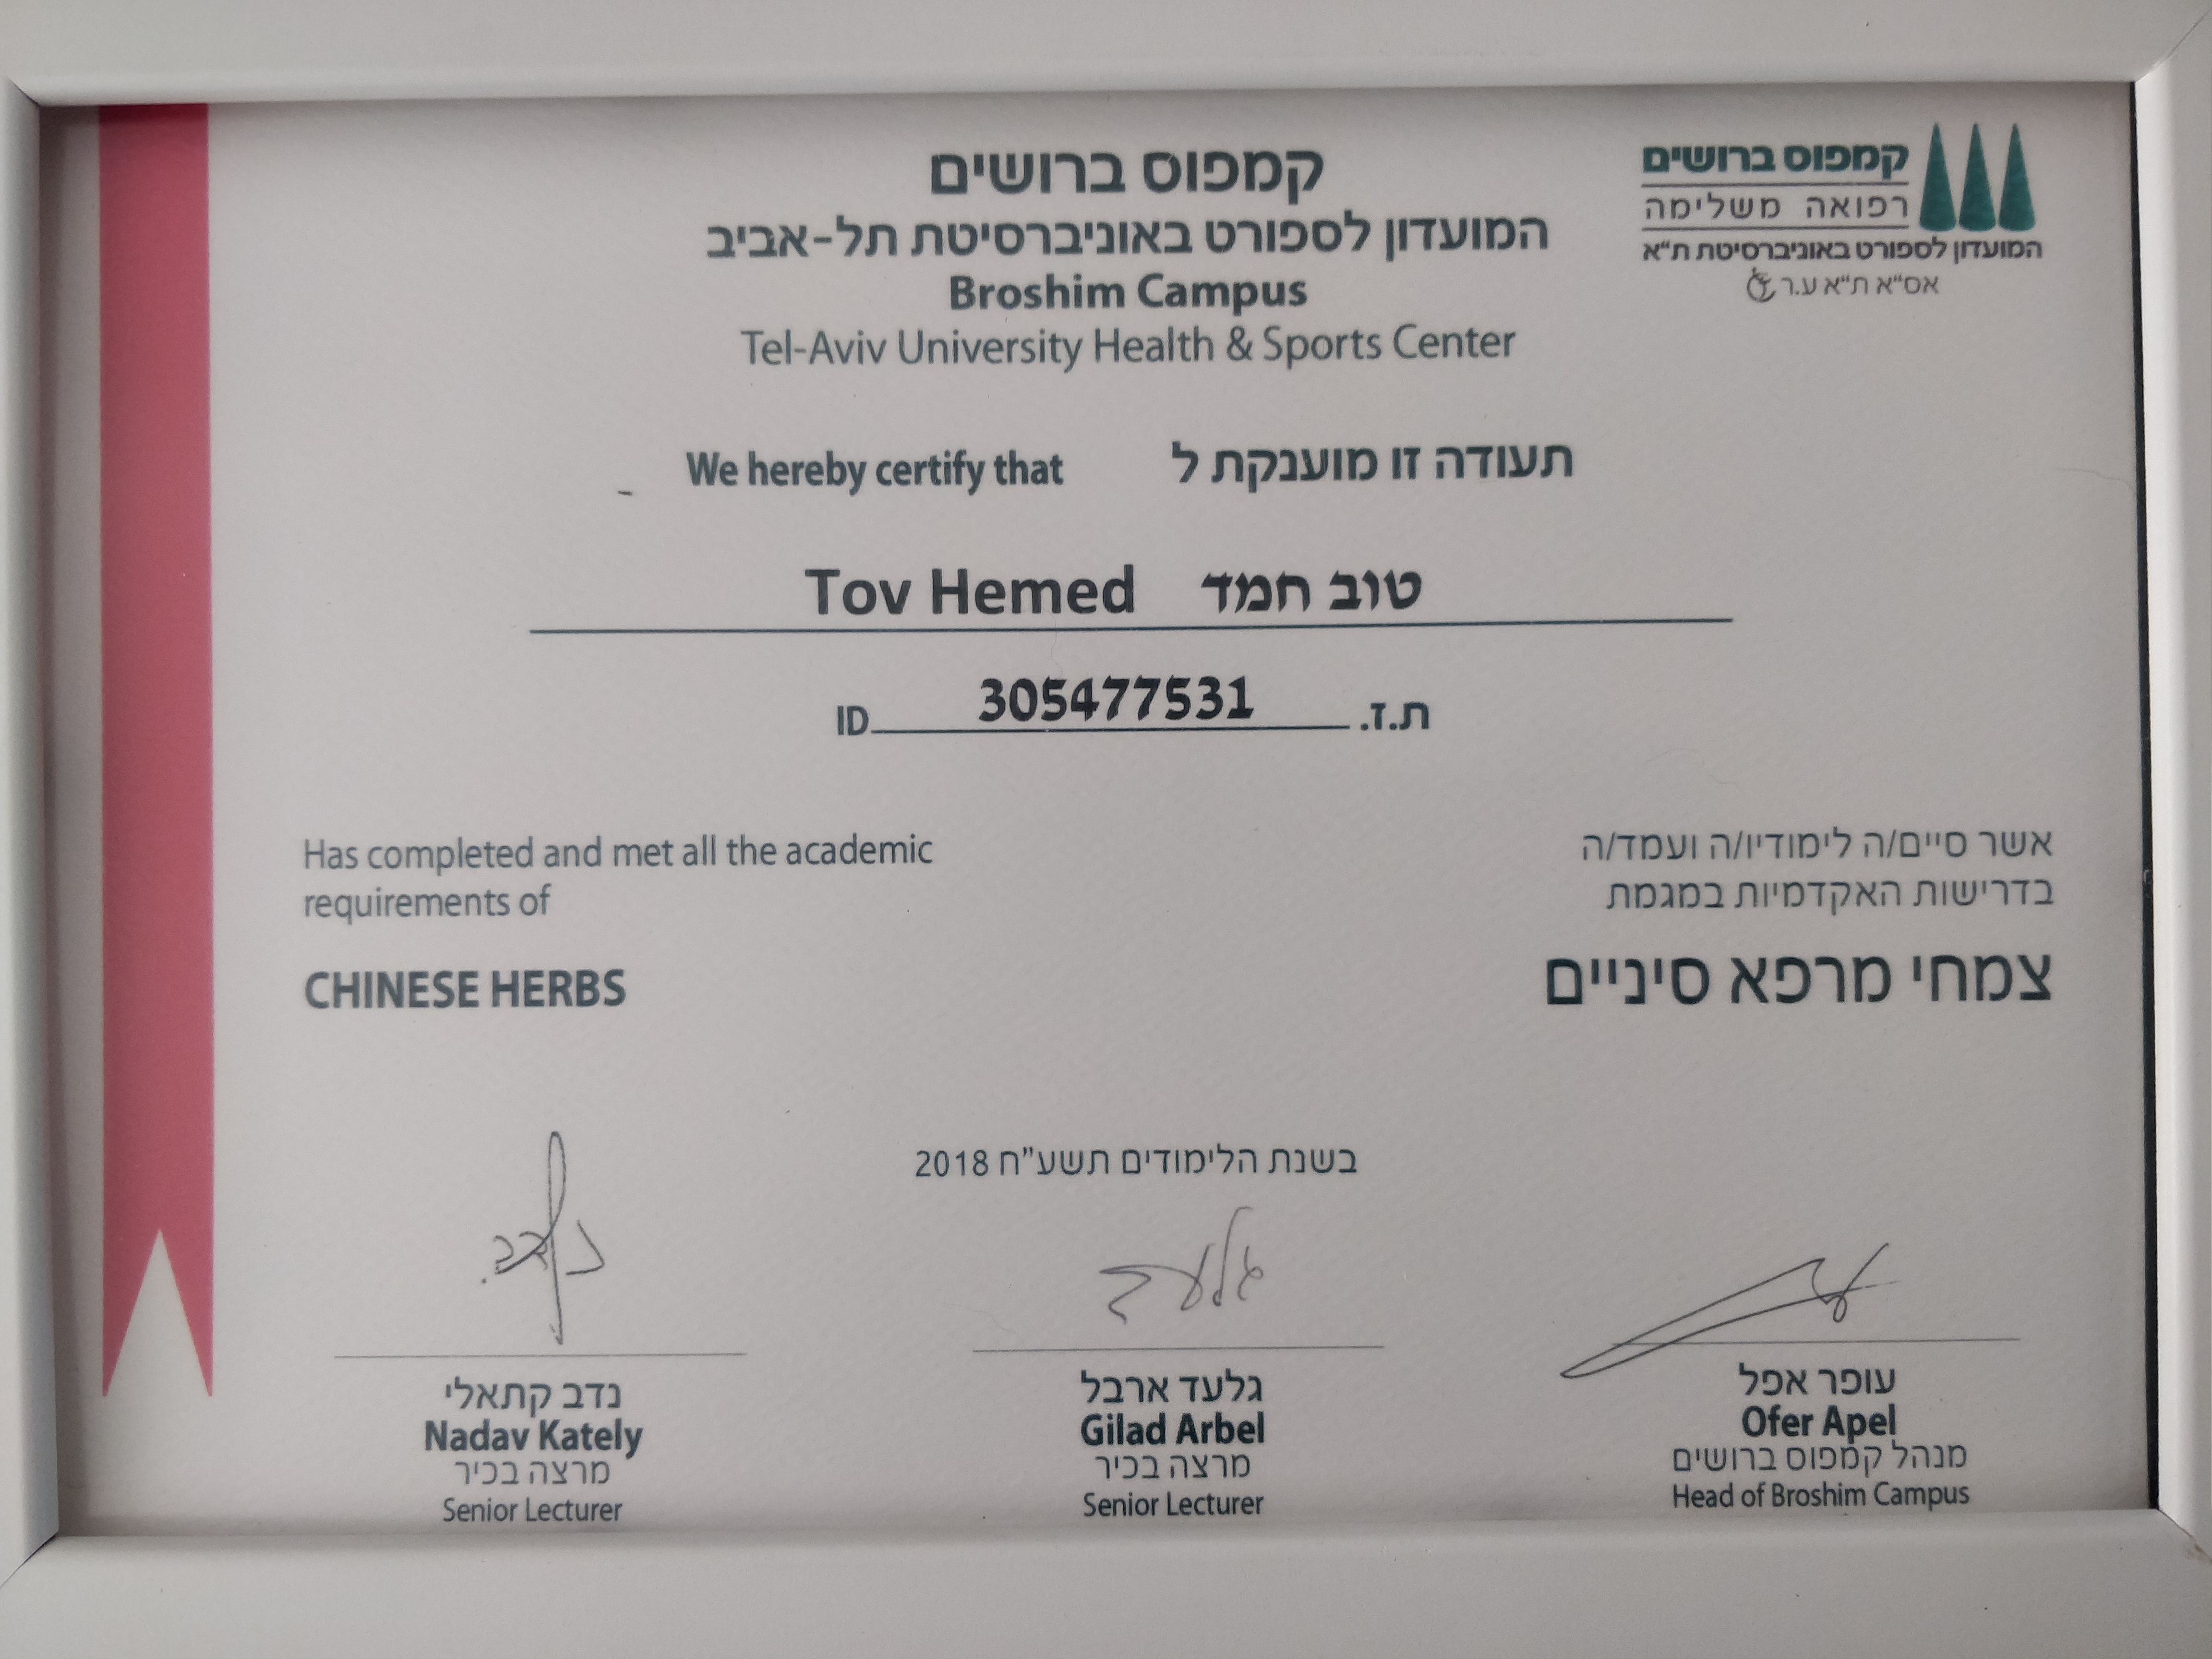 קמפוס ברושים
רפואה משלימה
המועדון לספורט באוניברסיטת ת"א
אס"א ת"א ע.ר
קמפוס ברושים
המועדון לספורט באוניברסיטת תל-אביב
Broshim Campus
Tel-Aviv University Health & Sports Center
We hereby certify that תעודה זו מוענקת ל
Tov Hemed טוב חמד
ID 305477531 ת.ז.
Has completed and met all the academic
requirements of
CHINESE HERBS
אשר סיים/ה לימודיו/ה ועמד/ה
בדרישות האקדמיות במגמת
צמחי מרפא סיניים
בשנת הלימודים תשע"ח 2018
נדב
נדב קתאלי
Nadav Kately
מרצה בכיר
Senior Lecturer
גלעד
גלעד ארבל
Gilad Arbel
מרצה בכיר
Senior Lecturer
עופר אפל
Ofer Apel
מנהל קמפוס ברושים
Head of Broshim Campus